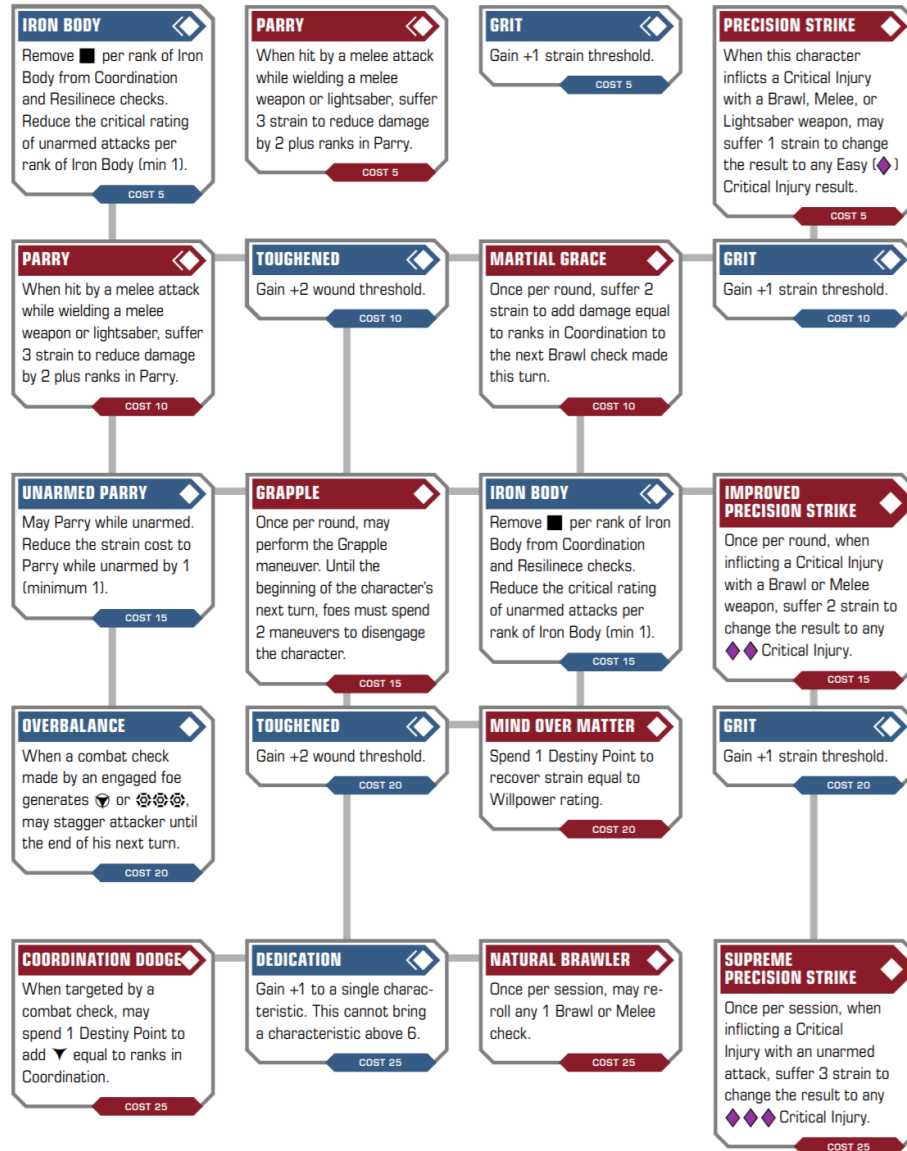 IRON BODY
Remove per rank of Iron
Body from Coordination
and Resilinece checks.
Reduce the critical rating
of unarmed attacks per
rank of Iron Body (min 1).
COST 5
PARRY
When hit by a melee attack
while wielding a melee
weapon or lightsaber, suffer
3 strain to reduce damage
by 2 plus ranks in Parry.
COST 5
GRIT
Gain +1 strain threshold.
COST 5
PRECISION STRIKE
When this character
inflicts a Critical Injury
with a Brawl, Melee, or
Lightsaber weapon, may
suffer 1 strain to change
the result to any Easy ( )
Critical Injury result.
COST 5
PARRY
When hit by a melee attack
while wielding a melee
weapon or lightsaber, suffer
3 strain to reduce damage
by 2 plus ranks in Parry.
COST 10
TOUGHENED
Gain +2 wound threshold.
COST 10
MARTIAL GRACE
Once per round, suffer 2
strain to add damage equal
to ranks in Coordination to
the next Brawl check made
this turn.
COST 10
GRIT
Gain +1 strain threshold.
COST 10
UNARMED PARRY
May Parry while unarmed.
Reduce the strain cost to
Parry while unarmed by 1
(minimum 1).
COST 15
GRAPPLE
Once per round, may
perform the Grapple
maneuver. Until the
beginning of the character's
next turn, foes must spend
2 maneuvers to disengage
the character.
COST 15
IRON BODY
Remove per rank of Iron
Body from Coordination
and Resilinece checks.
Reduce the critical rating
of unarmed attacks per
rank of Iron Body (min 1).
COST 15
IMPROVED
PRECISION STRIKE
Once per round, when
inflicting a Critical Injury
with a Brawl or Melee
weapon, suffer 2 strain to
change the result to any
Critical Injury.
COST 15
OVERBALANCE
When a combat check
made by an engaged foe
generates or ,
may stagger attacker until
the end of his next turn.
COST 20
TOUGHENED
Gain +2 wound threshold.
COST 20
MIND OVER MATTER
Spend 1 Destiny Point to
recover strain equal to
Willpower rating.
COST 20
GRIT
Gain +1 strain threshold.
COST 20
COORDINATION DODGE
When targeted by a
combat check, may
spend 1 Destiny Point to
add equal to ranks in
Coordination.
COST 25
DEDICATION
Gain +1 to a single charac-
teristic. This cannot bring
a characteristic above 6.
COST 25
NATURAL BRAWLER
Once per session, may re-
roll any 1 Brawl or Melee
check.
COST 25
SUPREME
PRECISION STRIKE
Once per session, when
inflicting a Critical
Injury with an unarmed
attack, suffer 3 strain to
change the result to any
Critical Injury.
COST 25